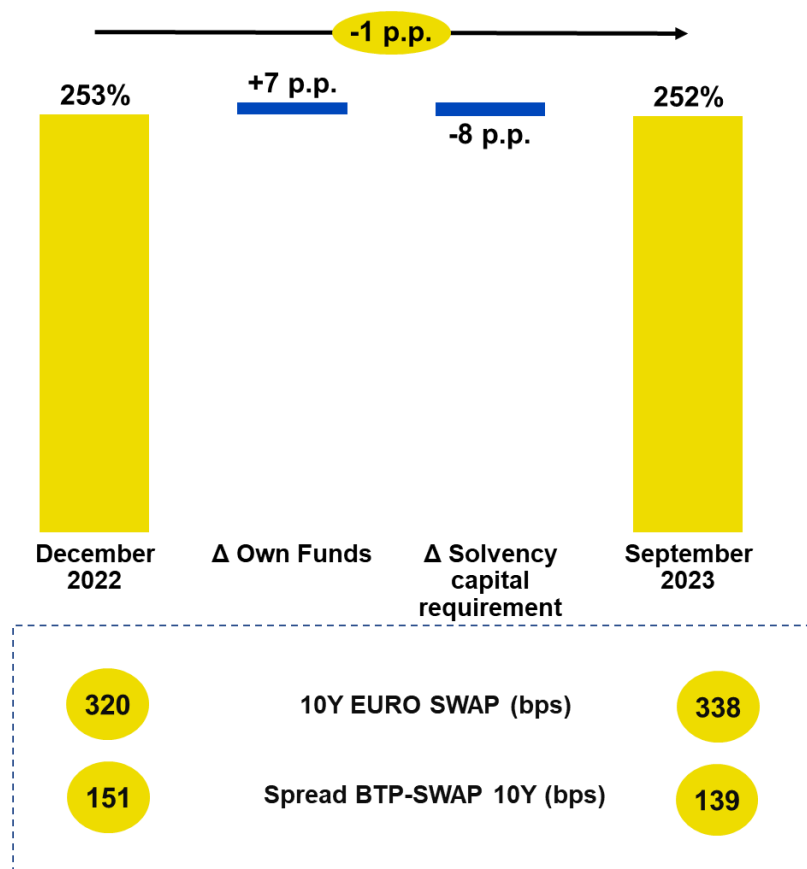 -1 p.p.
253%
+7 p.p.
-8 p.p.
252%
December
2022
Δ Own Funds
Δ Solvency
capital
requirement
September
2023
320
10Y EURO SWAP (bps)
338
151
Spread BTP-SWAP 10Y (bps)
139